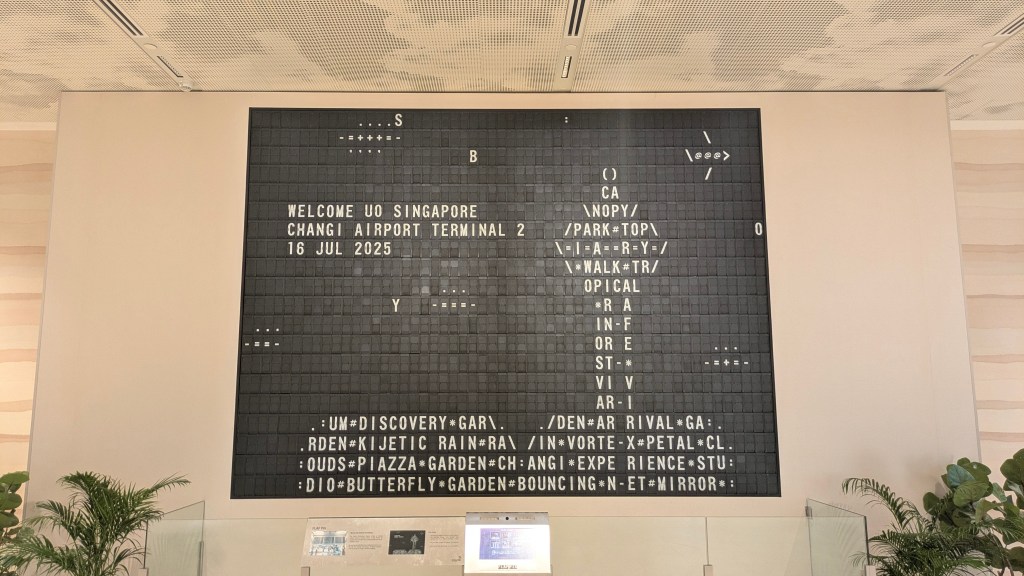 ....S :
-=+++=- \
'''' B \@@@>
() /
CA
WELCOME UO SINGAPORE \NOPY/
CHANGI AIRPORT TERMINAL 2 /PARK#TOP\ O
16 JUL 2025 \=I=A==R=Y=/
\*WALK#TR/
... OPICAL
Y -===- *R A
... IN-F
-==- OR E ...
ST-* -=+=-
VI V
AR-I
.:UM#DISCOVERY*GAR\. ./DEN#AR RIVAL*GA:.
.RDEN#KIJETIC RAIN#RA\ /IN*VORTE-X#PETAL*CL.
:OUDS#PIAZZA*GARDEN#CH:ANGI*EXPE RIENCE*STU:
:DIO#BUTTERFLY*GARDEN#BOUNCING*N-ET#MIRROR*: